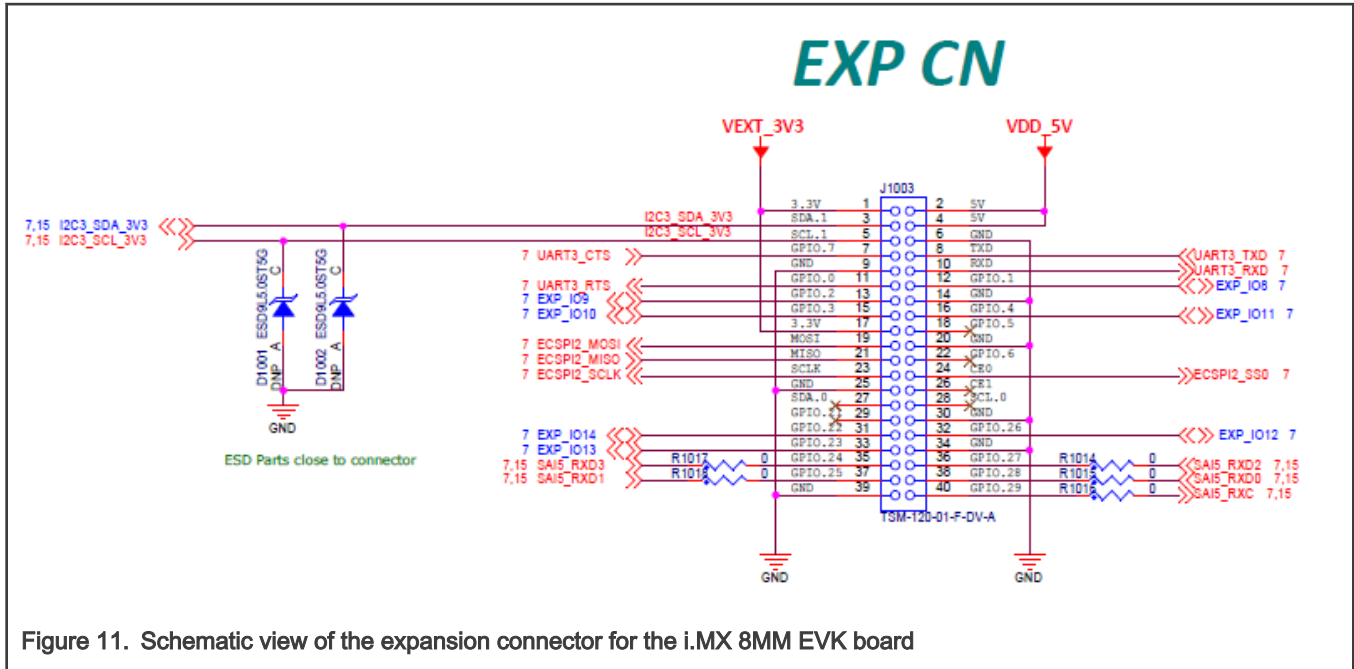 EXP CN
VEXT_3V3 VDD_5V
J1003
3.3V 1 2 5V
7,15 I2C3_SDA_3V3 I2C3_SDA_3V3 SDA.1 3 4 5V
7,15 I2C3_SCL_3V3 I2C3_SCL_3V3 SCL.1 5 6 GND
7 UART3_CTS GPIO.7 7 8 TXD UART3_TXD 7
GND 9 10 RXD UART3_RXD 7
7 UART3_RTS GPIO.0 11 12 GPIO.1 EXP_IO8 7
7 EXP_IO9 GPIO.2 13 14 GND
7 EXP_IO10 GPIO.3 15 16 GPIO.4 EXP_IO11 7
3.3V 17 18 GPIO.5
7 ECSPI2_MOSI MOSI 19 20 GND
7 ECSPI2_MISO MISO 21 22 GPIO.6
7 ECSPI2_SCLK SCLK 23 24 CE0 ECSPI2_SS0 7
GND 25 26 CE1
SDA.0 27 28 SCL.0
GPIO.21 29 30 GND
7 EXP_IO14 GPIO.22 31 32 GPIO.26 EXP_IO12 7
7 EXP_IO13 GPIO.23 33 34 GND
7,15 SAI5_RXD3 R1017 0 GPIO.24 35 36 GPIO.27 R1014 0 SAI5_RXD2 7,15
7,15 SAI5_RXD1 R1018 0 GPIO.25 37 38 GPIO.28 R1015 0 SAI5_RXD0 7,15
GND 39 40 GPIO.29 R1016 0 SAI5_RXC 7,15
TSM-120-01-F-DV-A
D1001 ESD9L5.0ST5G
DNP A C
D1002 ESD9L5.0ST5G
DNP A C
GND
ESD Parts close to connector
GND GND
Figure 11. Schematic view of the expansion connector for the i.MX 8MM EVK board